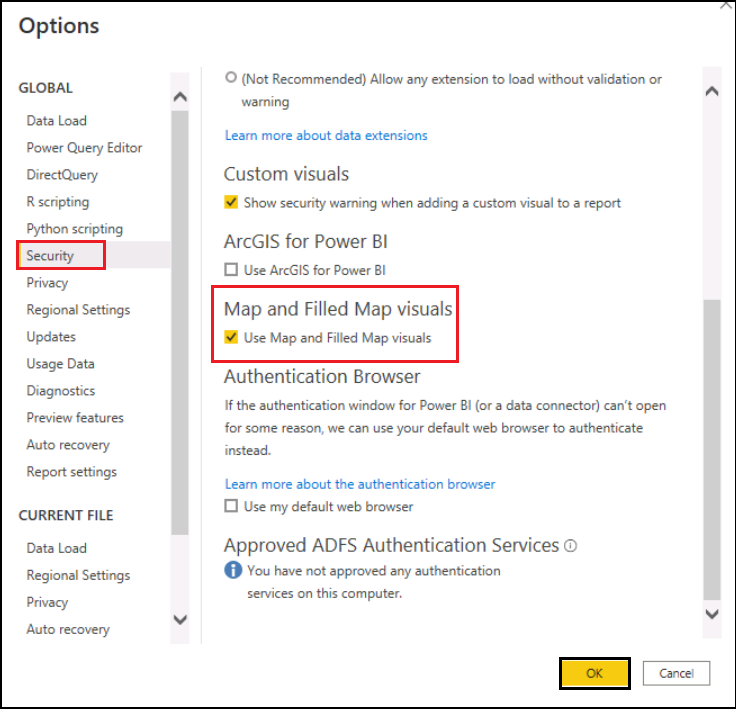 Options
GLOBAL
Data Load
Power Query Editor
DirectQuery
R scripting
Python scripting
Security
Privacy
Regional Settings
Updates
Usage Data
Diagnostics
Preview features
Auto recovery
Report settings
CURRENT FILE
Data Load
Regional Settings
Privacy
Auto recovery
(Not Recommended) Allow any extension to load without validation or
warning
Learn more about data extensions
Custom visuals
Show security warning when adding a custom visual to a report
ArcGIS for Power BI
Use ArcGIS for Power BI
Map and Filled Map visuals
Use Map and Filled Map visuals
Authentication Browser
If the authentication window for Power BI (or a data connector) can't open
for some reason, we can use your default web browser to authenticate
instead.
Learn more about the authentication browser
Use my default web browser
Approved ADFS Authentication Services
You have not approved any authentication
services on this computer.
OK
Cancel